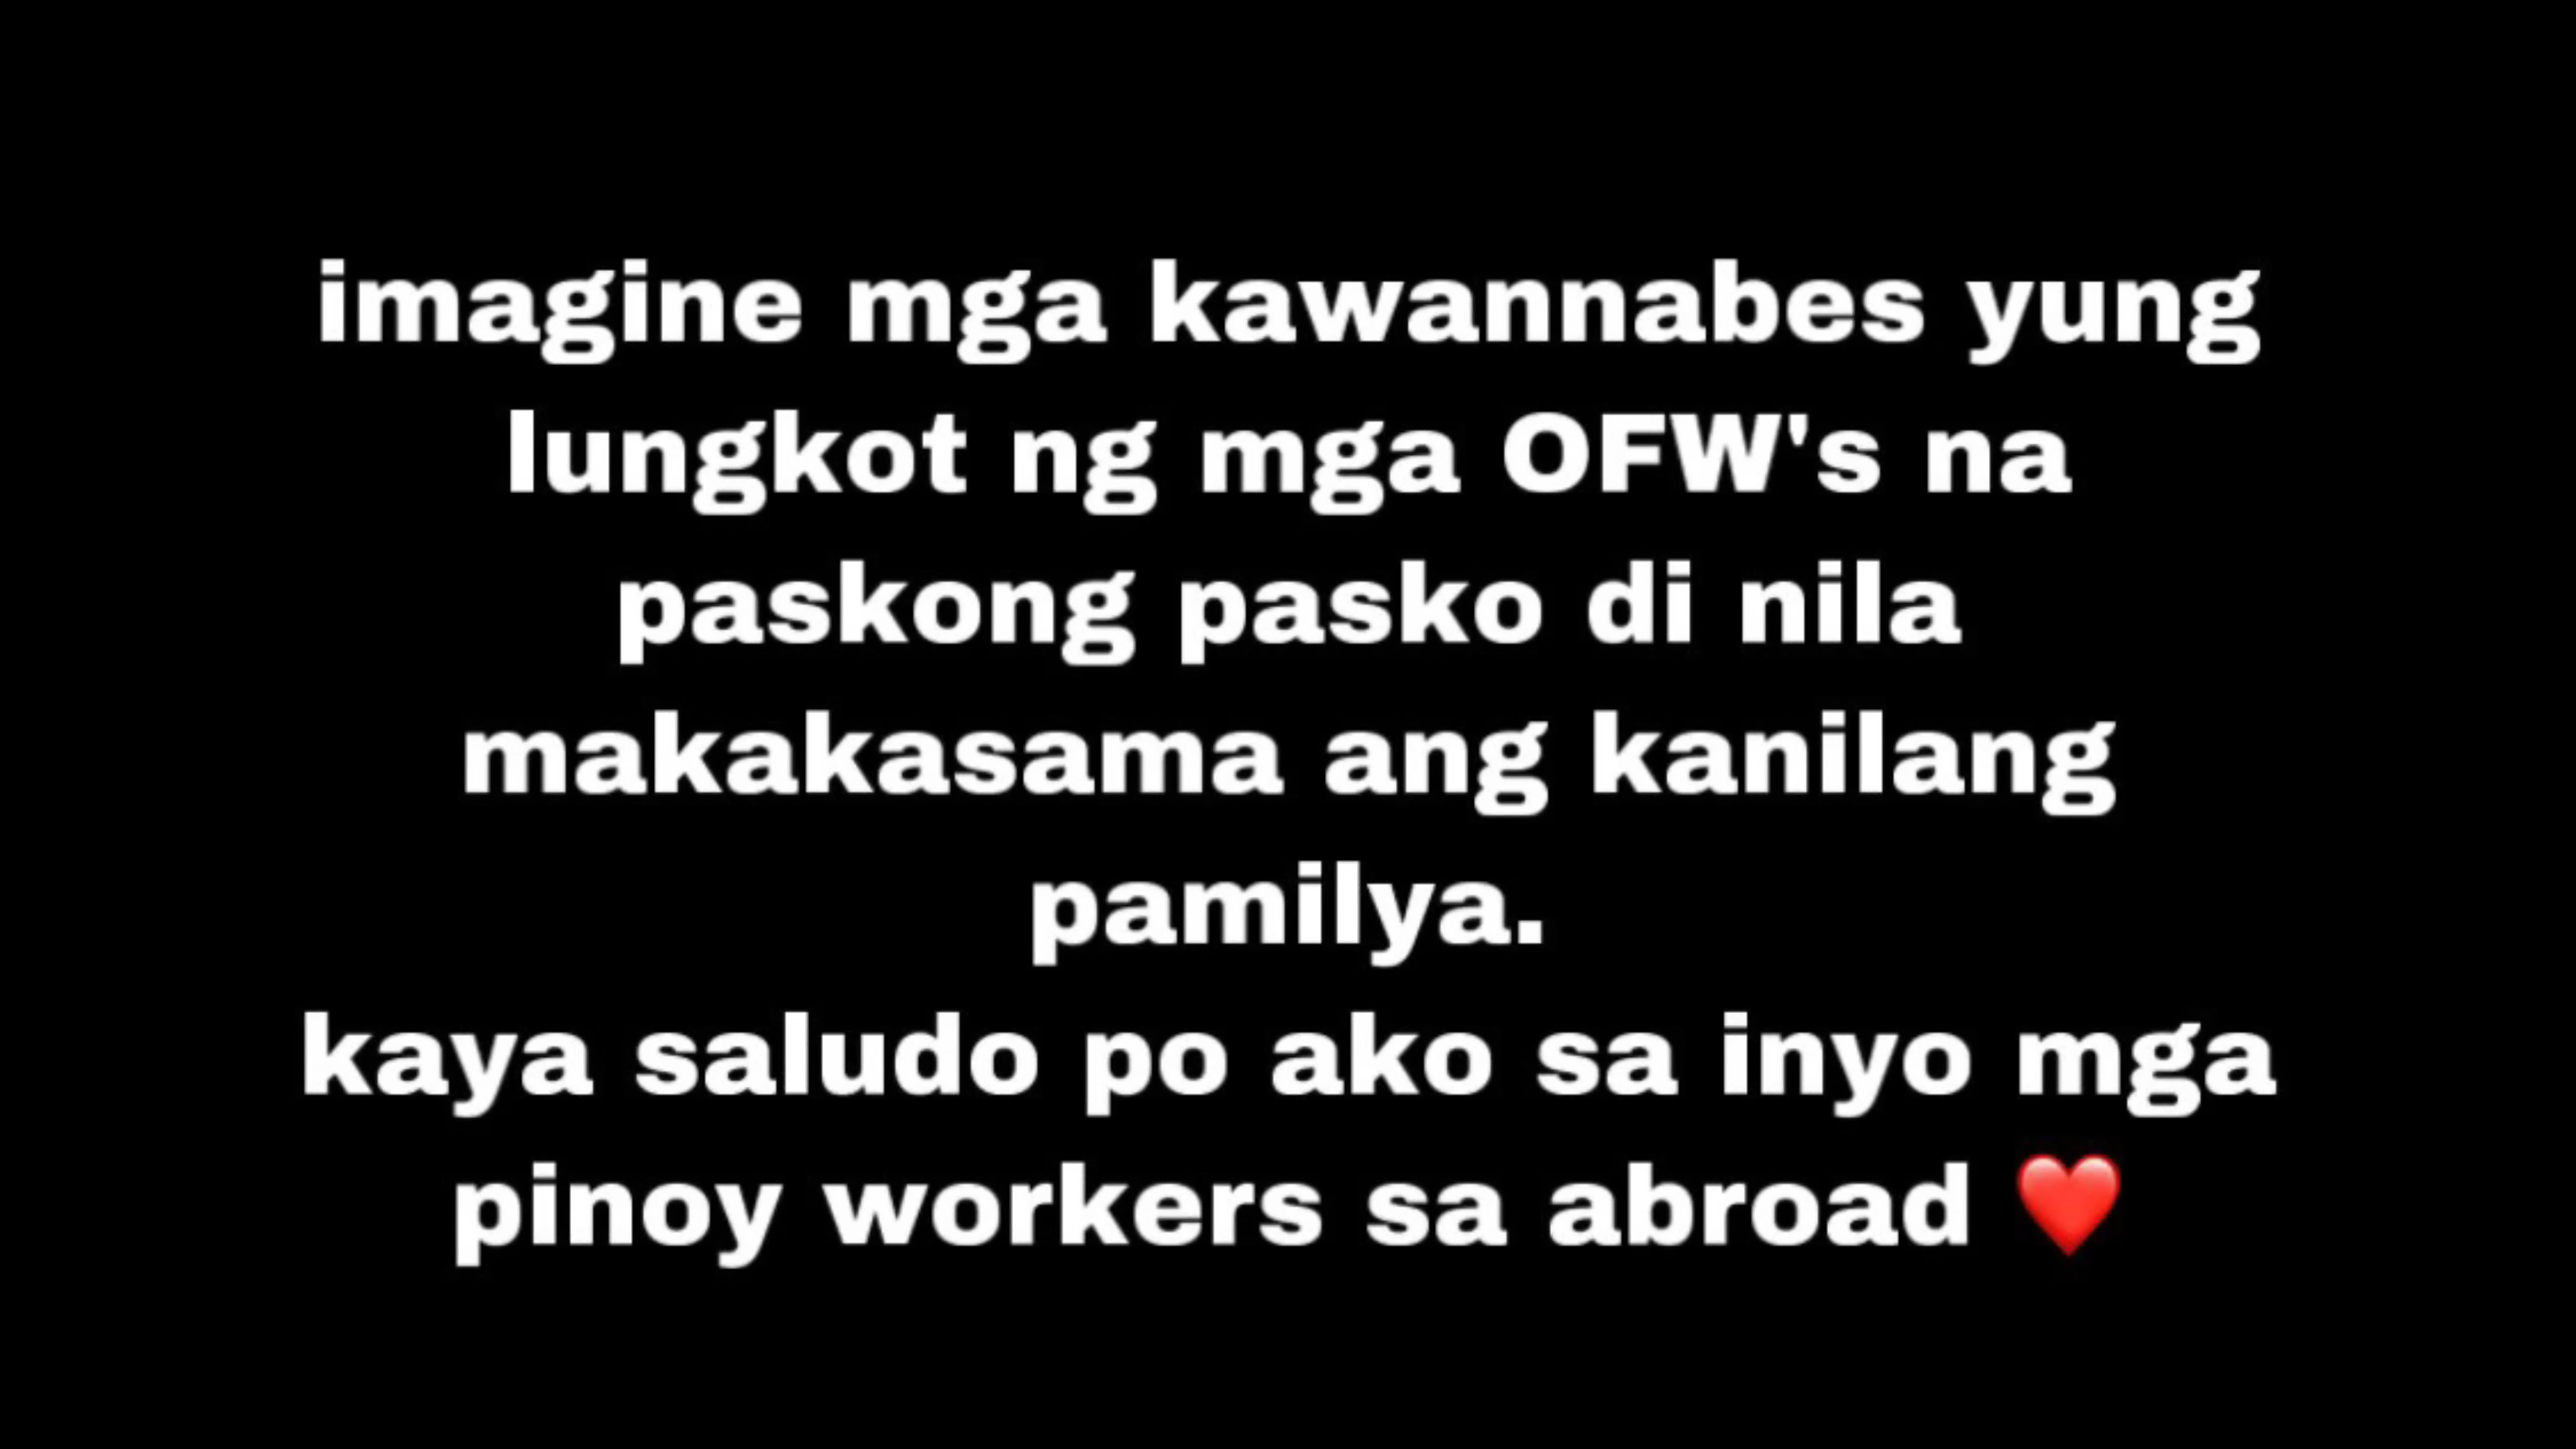 imagine mga kawannabes yung
lungkot ng mga OFW's na
paskong pasko di nila
makakasama ang kanilang
pamilya.
kaya saludo po ako sa inyo mga
pinoy workers sa abroad ❤️